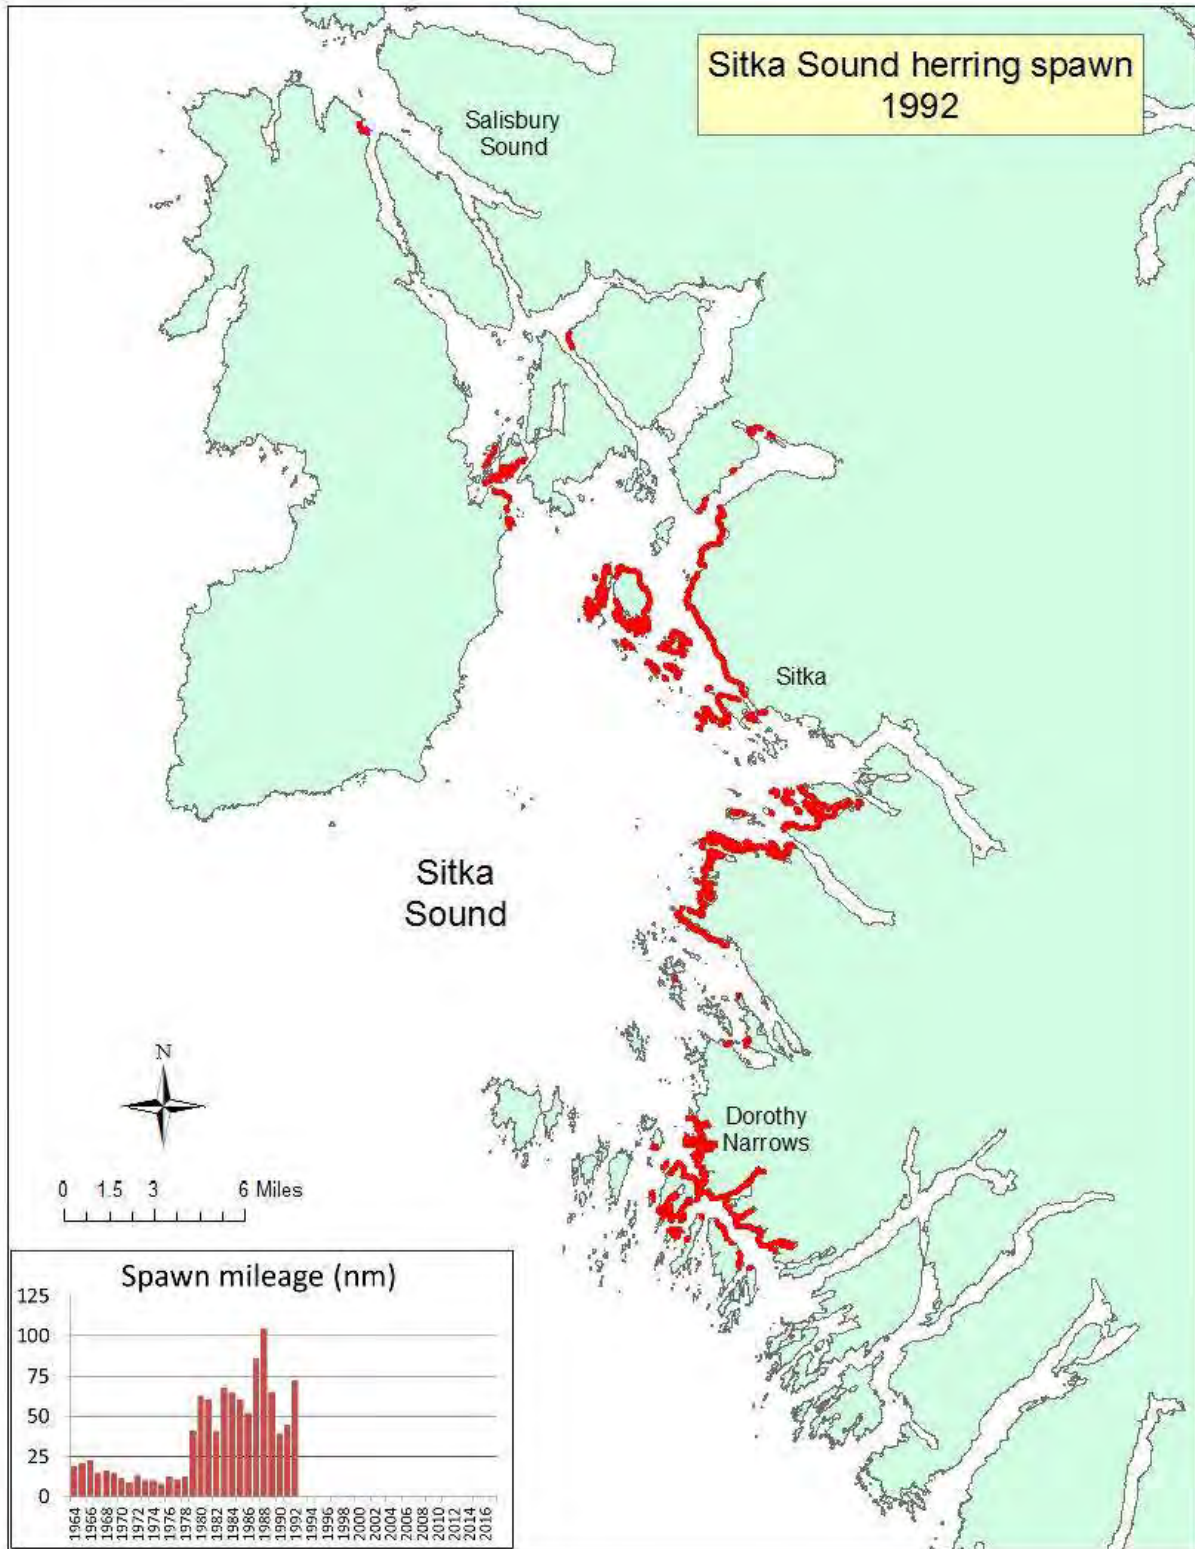 Sitka Sound herring spawn
1992
Salisbury
Sound
Sitka
Sitka
Sound
Dorothy
Narrows
N
0 1.5 3 6 Miles
Spawn mileage (nm)
125
100
75
50
25
0
1964 1966 1968 1970 1972 1974 1976 1978 1980 1982 1984 1986 1988 1990 1992 1994 1996 1998 2000 2002 2004 2006 2008 2010 2012 2014 2016